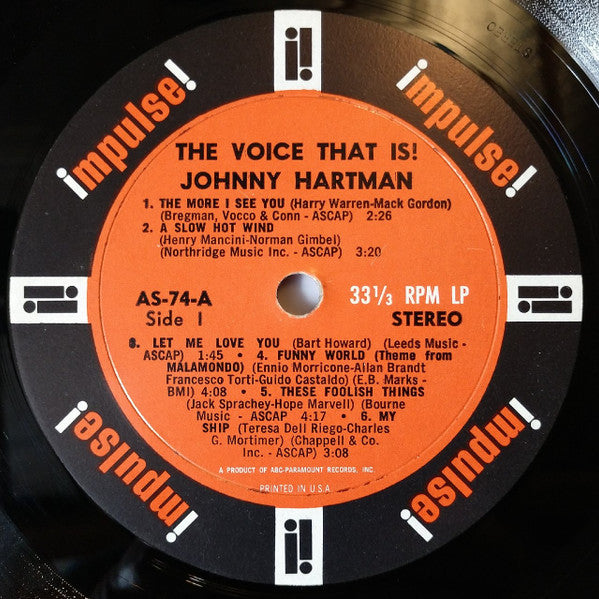 impulse!
impulse!
THE VOICE THAT IS!
JOHNNY HARTMAN
1. THE MORE I SEE YOU (Harry Warren-Mack Gordon)
(Bregman, Vocco & Conn - ASCAP) 2:26
2. A SLOW HOT WIND
(Henry Mancini-Norman Gimbel)
(Northridge Music Inc. - ASCAP) 3:20
AS-74-A
Side 1
33⅓ RPM LP
STEREO
3. LET ME LOVE YOU (Bart Howard) (Leeds Music -
ASCAP) 1:45 • 4. FUNNY WORLD (Theme from
MALAMONDO) (Ennio Morricone-Allan Brandt
Francesco Torti-Guido Castaldo) (E.B. Marks -
BMI) 4:08 • 5. THESE FOOLISH THINGS
(Jack Sprachey-Hope Marvell) (Bourne
Music - ASCAP 4:17 • 6. MY
SHIP (Teresa Dell Riego-Charles
G. Mortimer) (Chappell & Co.
Inc. - ASCAP) 3:08
A PRODUCT OF ABC-PARAMOUNT RECORDS, INC.
PRINTED IN U.S.A.
impulse!
impulse!